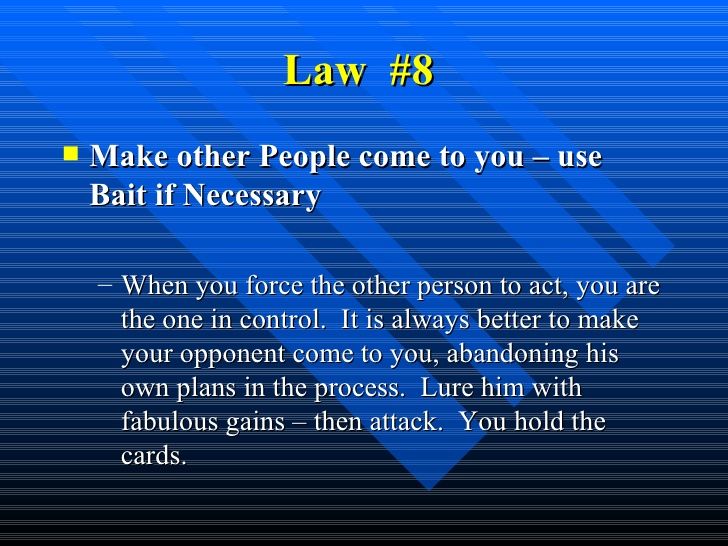 Law #8
Make other People come to you – use
Bait if Necessary
– When you force the other person to act, you are
the one in control. It is always better to make
your opponent come to you, abandoning his
own plans in the process. Lure him with
fabulous gains – then attack. You hold the
cards.